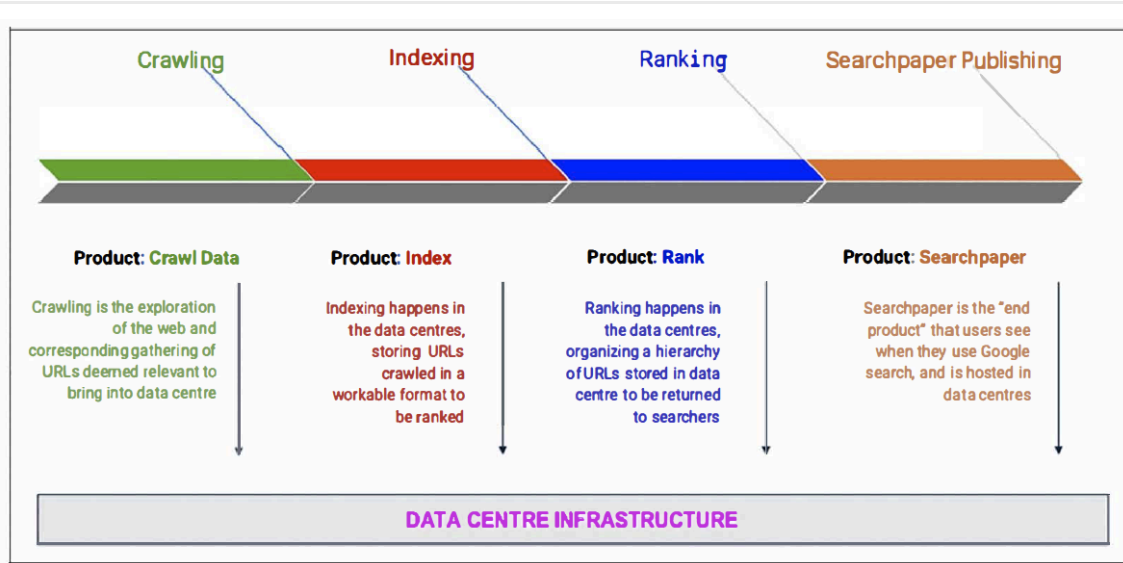 Crawling
Indexing
Ranking
Searchpaper Publishing
Product: Crawl Data
Crawling is the exploration
of the web and
corresponding gathering of
URLs deemed relevant to
bring into data centre
Product: Index
Indexing happens in
the data centres,
storing URLs
crawled in a
workable format to
be ranked
Product: Rank
Ranking happens in
the data centres,
organizing a hierarchy
of URLs stored in data
centre to be returned
to searchers
Product: Searchpaper
Searchpaper is the "end
product" that users see
when they use Google
search, and is hosted in
data centres
DATA CENTRE INFRASTRUCTURE